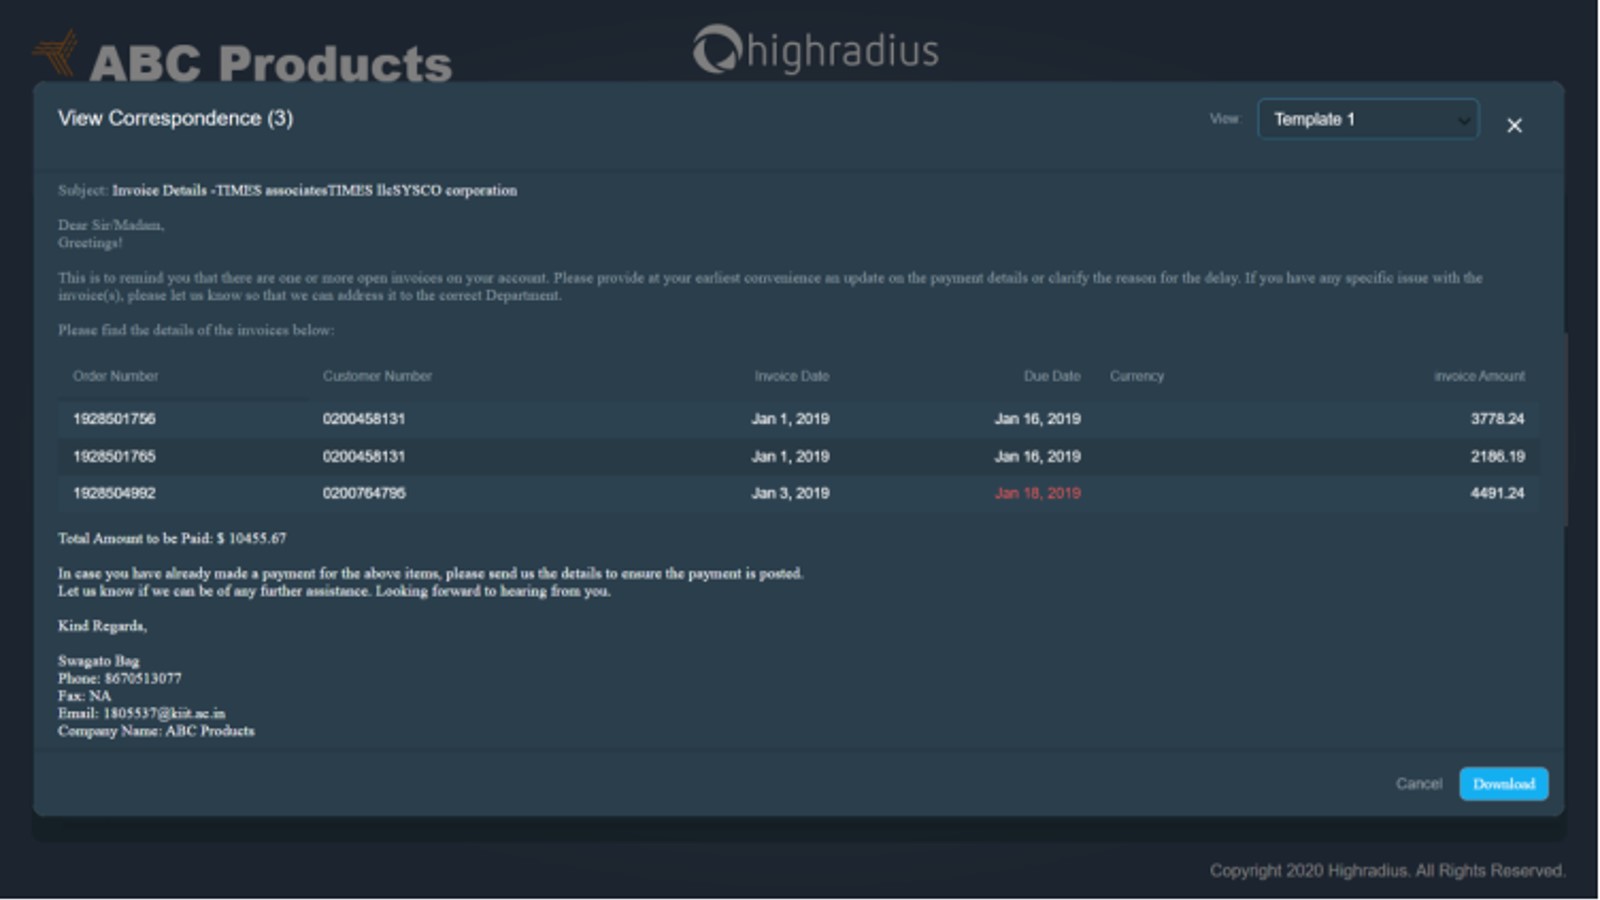 ABC Products
highradius
View Correspondence (3)
View:
Template 1
Subject: Invoice Details -TIMES associatesTIMES llcSYSCO corporation
Dear Sir/Madam,
Greetings!
This is to remind you that there are one or more open invoices on your account. Please provide at your earliest convenience an update on the payment details or clarify the reason for the delay. If you have any specific issue with the
invoice(s), please let us know so that we can address it to the correct Department.
Please find the details of the invoices below:
Order Number Customer Number Invoice Date Due Date Currency invoice Amount
1928501756 0200458131 Jan 1, 2019 Jan 16, 2019 3778.24
1928501765 0200458131 Jan 1, 2019 Jan 16, 2019 2186.19
1928504992 0200764795 Jan 3, 2019 Jan 18, 2019 4491.24
Total Amount to be Paid: $ 10455.67
In case you have already made a payment for the above items, please send us the details to ensure the payment is posted.
Let us know if we can be of any further assistance. Looking forward to hearing from you.
Kind Regards,
Swagato Bag
Phone: 8670513077
Fax: NA
Email: 1805537@kiit.ac.in
Company Name: ABC Products
Cancel
Download
Copyright 2020 Highradius. All Rights Reserved.